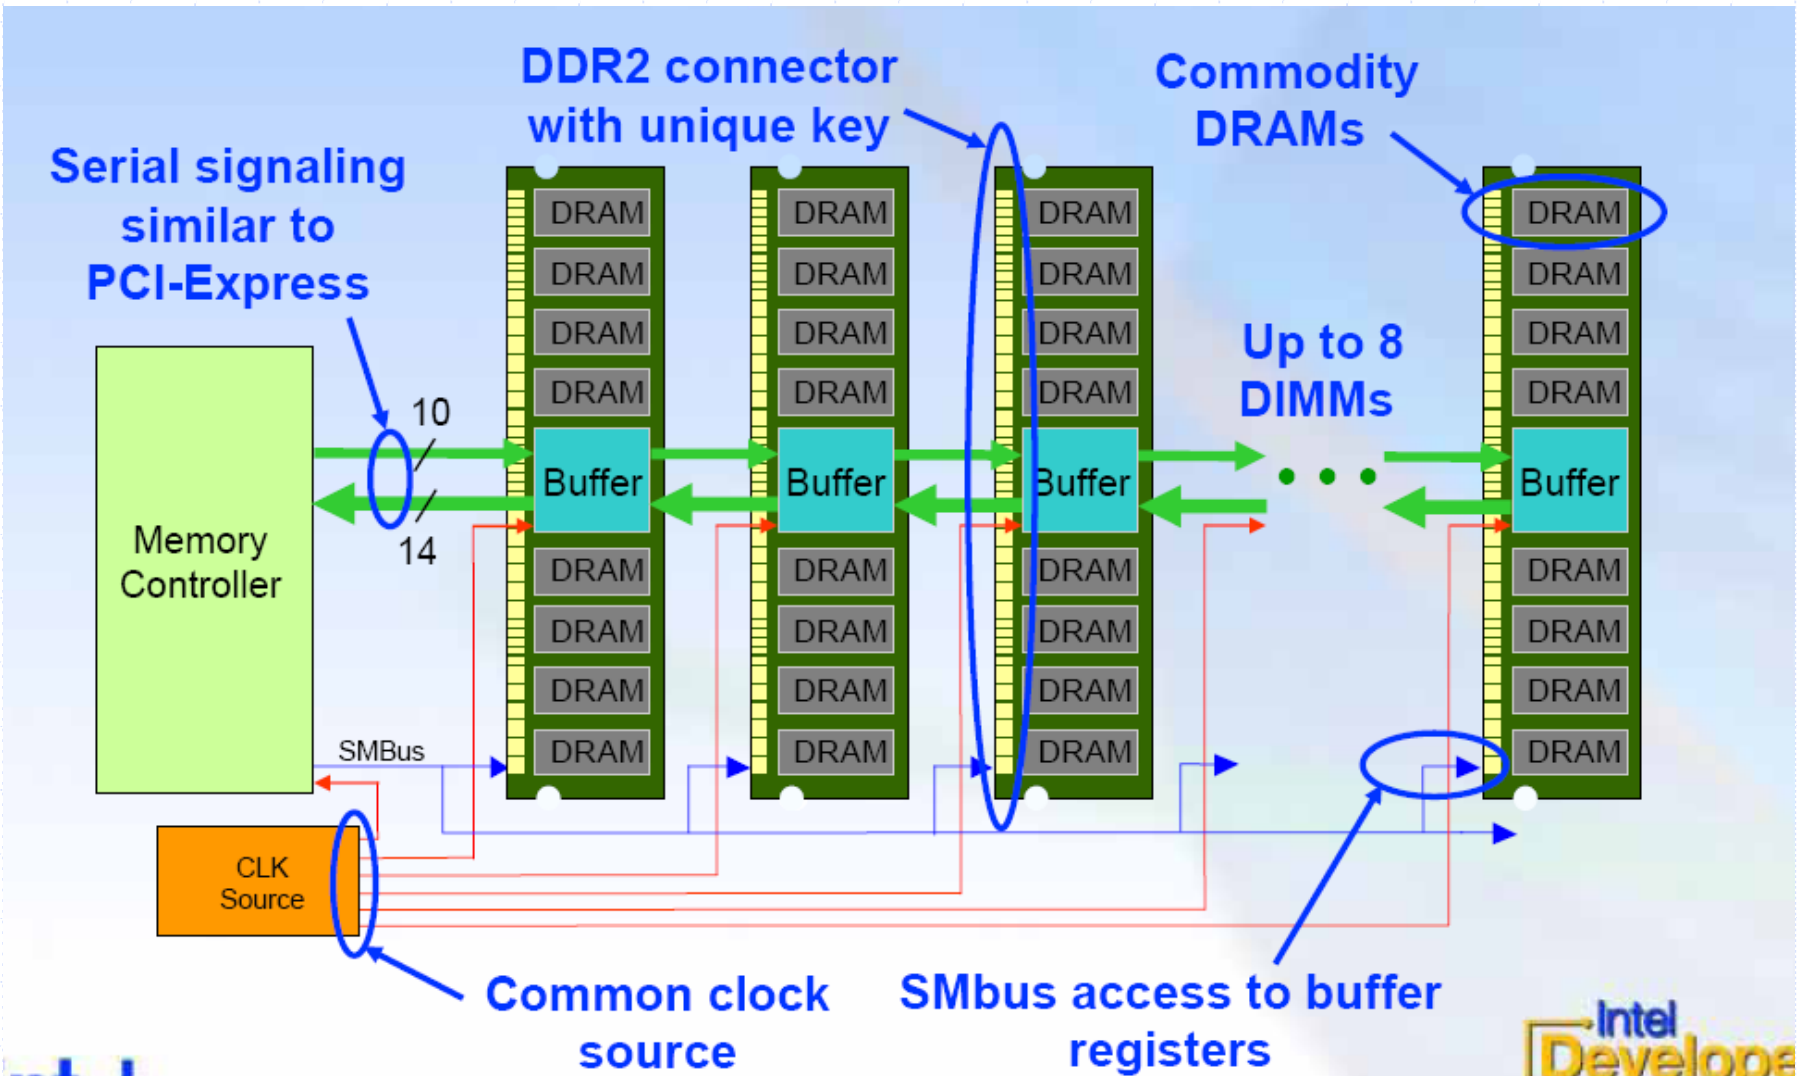 DDR2 connector
with unique key
Commodity
DRAMs
Serial signaling
similar to
PCI-Express
Up to 8
DIMMs
10
14
Memory
Controller
SMBus
CLK
Source
DRAM
DRAM
DRAM
DRAM
Buffer
DRAM
DRAM
DRAM
DRAM
DRAM
DRAM
DRAM
DRAM
Buffer
DRAM
DRAM
DRAM
DRAM
DRAM
DRAM
DRAM
DRAM
Buffer
DRAM
DRAM
DRAM
DRAM
DRAM
DRAM
DRAM
DRAM
Buffer
DRAM
DRAM
DRAM
DRAM
Common clock
source
SMbus access to buffer
registers
Intel
Develope